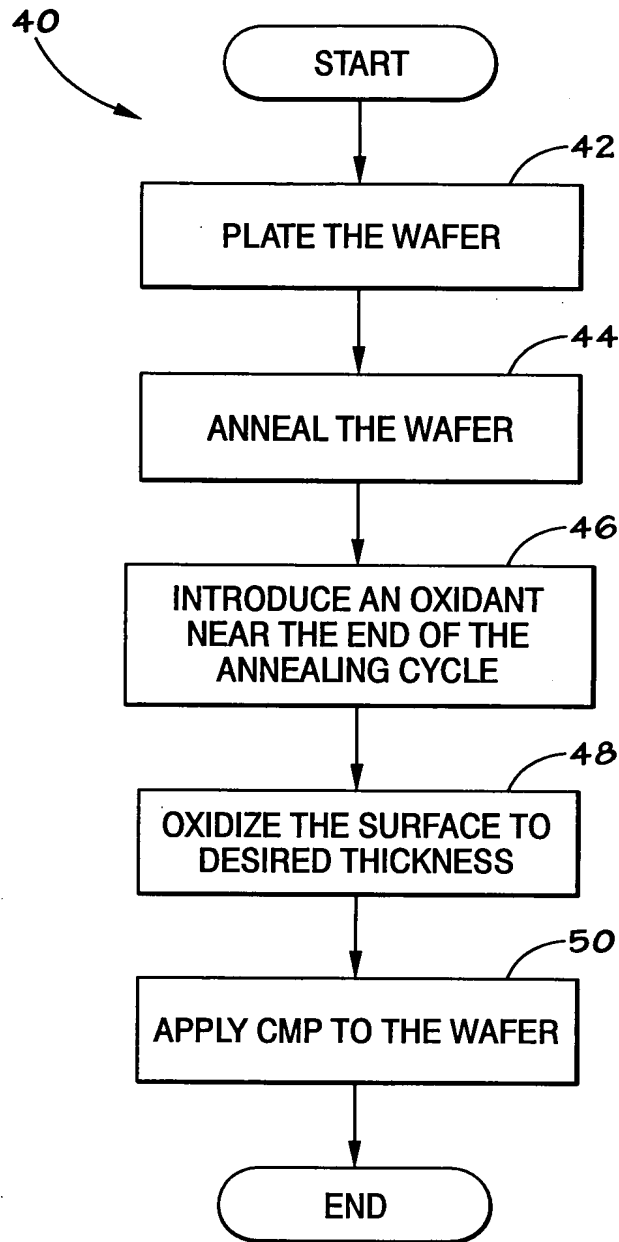 40
START
42
PLATE THE WAFER
44
ANNEAL THE WAFER
46
INTRODUCE AN OXIDANT
NEAR THE END OF THE
ANNEALING CYCLE
48
OXIDIZE THE SURFACE TO
DESIRED THICKNESS
50
APPLY CMP TO THE WAFER
END